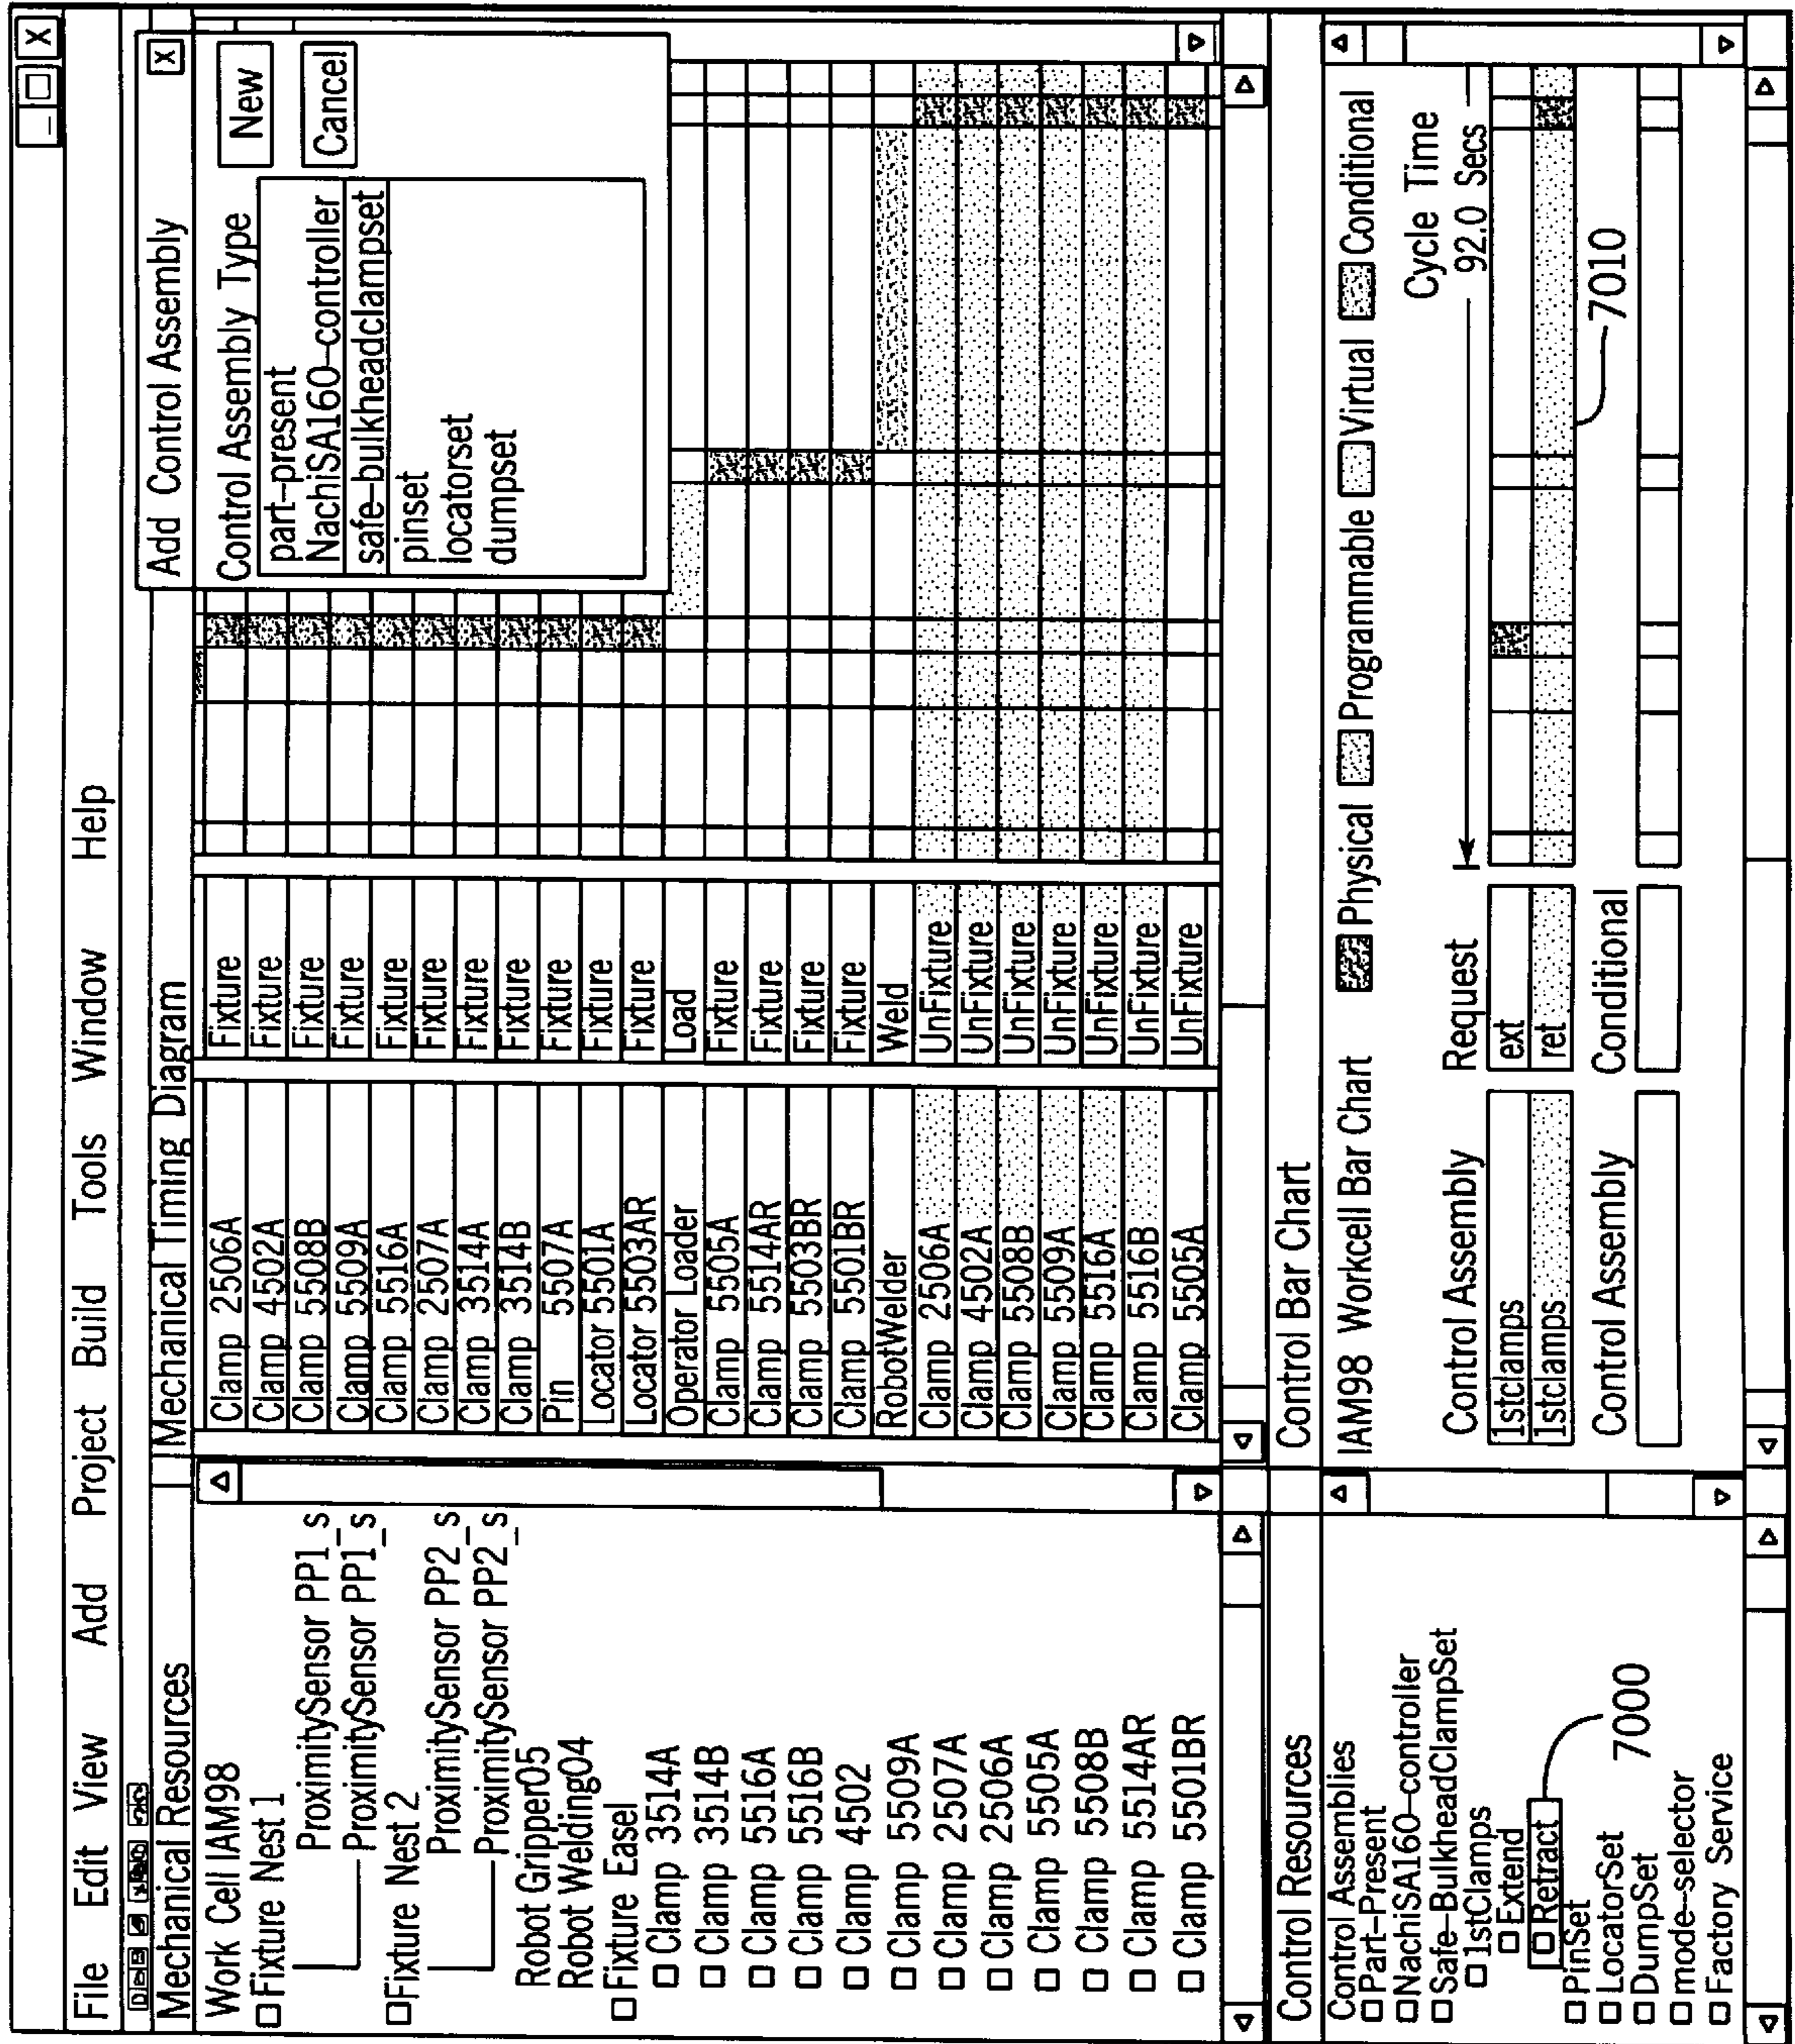 File Edit View Add Project Build Tools Window Help
Mechanical Resources
Work Cell IAM98
Fixture Nest 1
ProximitySensor PP1_s
ProximitySensor PP1_s
Fixture Nest 2
ProximitySensor PP2_s
ProximitySensor PP2_s
Robot Gripper05
Robot Welding04
Fixture Easel
Clamp 3514A
Clamp 3514B
Clamp 5516A
Clamp 5516B
Clamp 4502
Clamp 5509A
Clamp 2507A
Clamp 2506A
Clamp 5505A
Clamp 5508B
Clamp 5514AR
Clamp 5501BR
Mechanical Timing Diagram
Clamp 2506A Fixture
Clamp 4502A Fixture
Clamp 5508B Fixture
Clamp 5509A Fixture
Clamp 5516A Fixture
Clamp 2507A Fixture
Clamp 3514A Fixture
Clamp 3514B Fixture
Pin 5507A Fixture
Locator 5501A Fixture
Locator 5503AR Fixture
Operator Loader Load
Clamp 5505A Fixture
Clamp 5514AR Fixture
Clamp 5503BR Fixture
Clamp 5501BR Fixture
RobotWelder Weld
Clamp 2506A UnFixture
Clamp 4502A UnFixture
Clamp 5508B UnFixture
Clamp 5509A UnFixture
Clamp 5516A UnFixture
Clamp 5516B UnFixture
Clamp 5505A UnFixture
Add Control Assembly X
Control Assembly Type
part-present
NachiSA160-controller
safe-bulkheadclampset
pinset
locatorset
dumpset
New
Cancel
Control Resources
Control Assemblies
Part-Present
NachiSA160-controller
Safe-BulkheadClampSet
1stClamps
Extend
Retract
7000
PinSet
LocatorSet
DumpSet
mode-selector
Factory Service
Control Bar Chart
IAM98 Workcell Bar Chart Physical Programmable Virtual Conditional
Cycle Time
Control Assembly Request 92.0 Secs
1stclamps ext
1stclamps ret
7010
Control Assembly Conditional